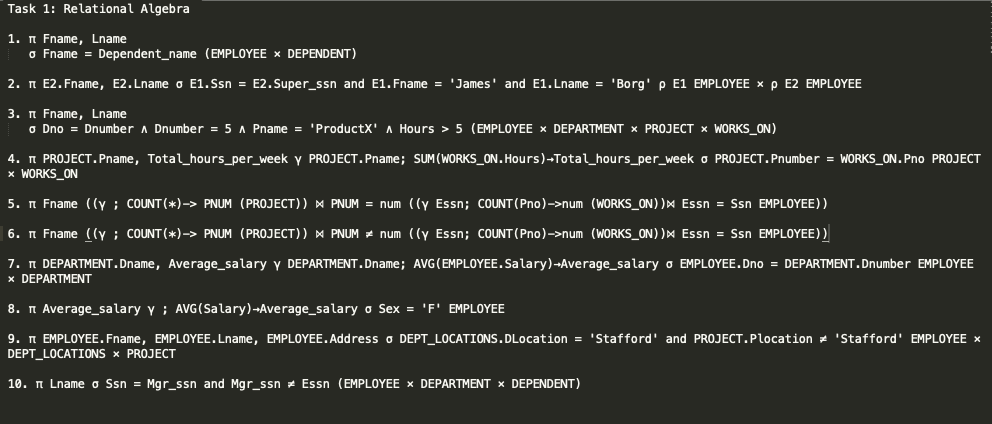 Task 1: Relational Algebra
1. π Fname, Lname
σ Fname = Dependent_name (EMPLOYEE × DEPENDENT)
2. π E2.Fname, E2.Lname σ E1.Ssn = E2.Super_ssn and E1.Fname = 'James' and E1.Lname = 'Borg' ρ E1 EMPLOYEE × ρ E2 EMPLOYEE
3. π Fname, Lname
σ Dno = Dnumber ∧ Dnumber = 5 ∧ Pname = 'ProductX' ∧ Hours > 5 (EMPLOYEE × DEPARTMENT × PROJECT × WORKS_ON)
4. π PROJECT.Pname, Total_hours_per_week γ PROJECT.Pname; SUM(WORKS_ON.Hours)→Total_hours_per_week σ PROJECT.Pnumber = WORKS_ON.Pno PROJECT
× WORKS_ON
5. π Fname ((γ ; COUNT(*)-> PNUM (PROJECT)) ⋈ PNUM = num ((γ Essn; COUNT(Pno)->num (WORKS_ON))⋈ Essn = Ssn EMPLOYEE))
6. π Fname ((γ ; COUNT(*)-> PNUM (PROJECT)) ⋈ PNUM ≠ num ((γ Essn; COUNT(Pno)->num (WORKS_ON))⋈ Essn = Ssn EMPLOYEE))
7. π DEPARTMENT.Dname, Average_salary γ DEPARTMENT.Dname; AVG(EMPLOYEE.Salary)→Average_salary σ EMPLOYEE.Dno = DEPARTMENT.Dnumber EMPLOYEE
× DEPARTMENT
8. π Average_salary γ ; AVG(Salary)→Average_salary σ Sex = 'F' EMPLOYEE
9. π EMPLOYEE.Fname, EMPLOYEE.Lname, EMPLOYEE.Address σ DEPT_LOCATIONS.DLocation = 'Stafford' and PROJECT.Plocation ≠ 'Stafford' EMPLOYEE ×
DEPT_LOCATIONS × PROJECT
10. π Lname σ Ssn = Mgr_ssn and Mgr_ssn ≠ Essn (EMPLOYEE × DEPARTMENT × DEPENDENT)